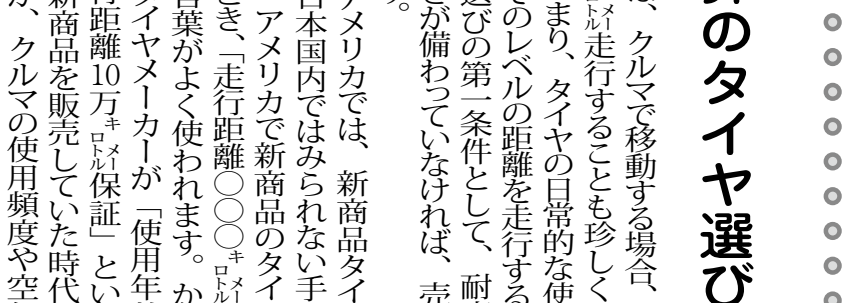 のタイヤ選び
、クルマで移動する場合、
キロメートル走行することも珍しく
まり、タイヤの日常的な使
そのレベルの距離を走行する
選びの第一条件として、耐
とが備わっていなければ、売
。
アメリカでは、新商品タイ
日本国内ではみられない手
アメリカで新商品のタイ
とき、「走行距離〇〇〇キロメートル
言葉がよく使われます。か
タイヤメーカーが「使用年
行距離10万キロメートル保証」とい
新商品を販売していた時代
が、クルマの使用頻度や空